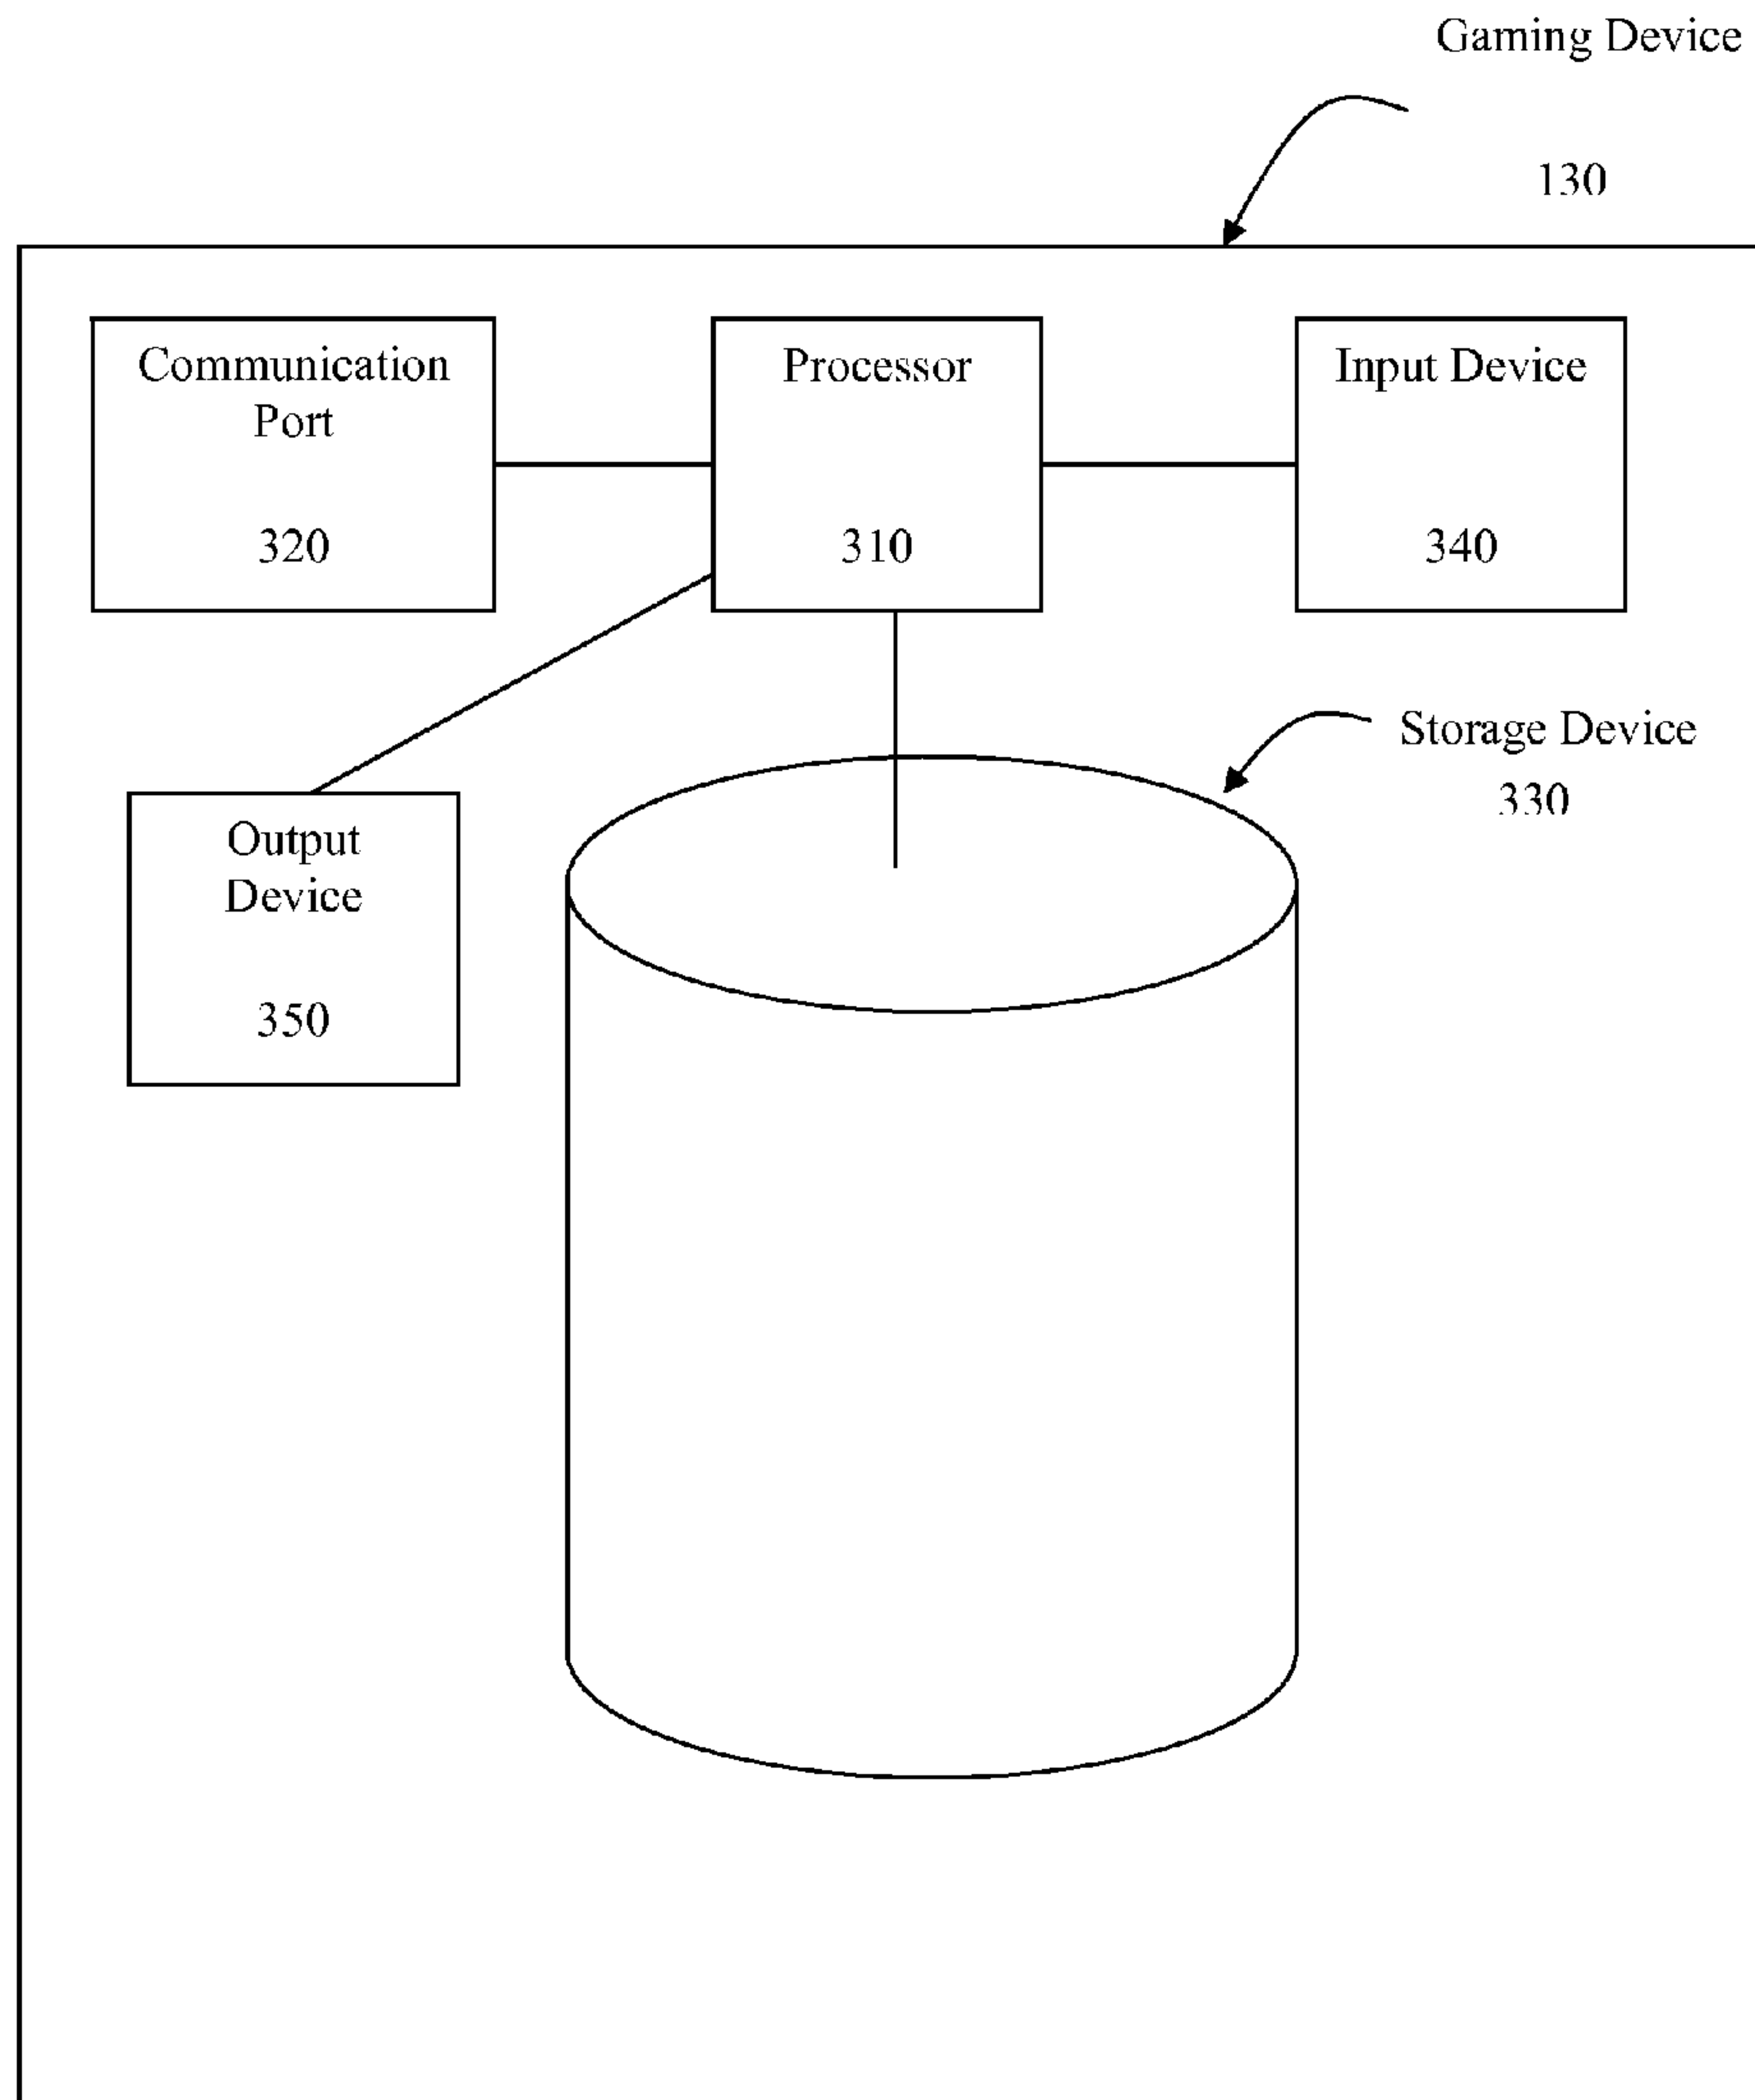 Gaming Device
130
Communication
Port
320
Processor
310
Input Device
340
Storage Device
330
Output
Device
350